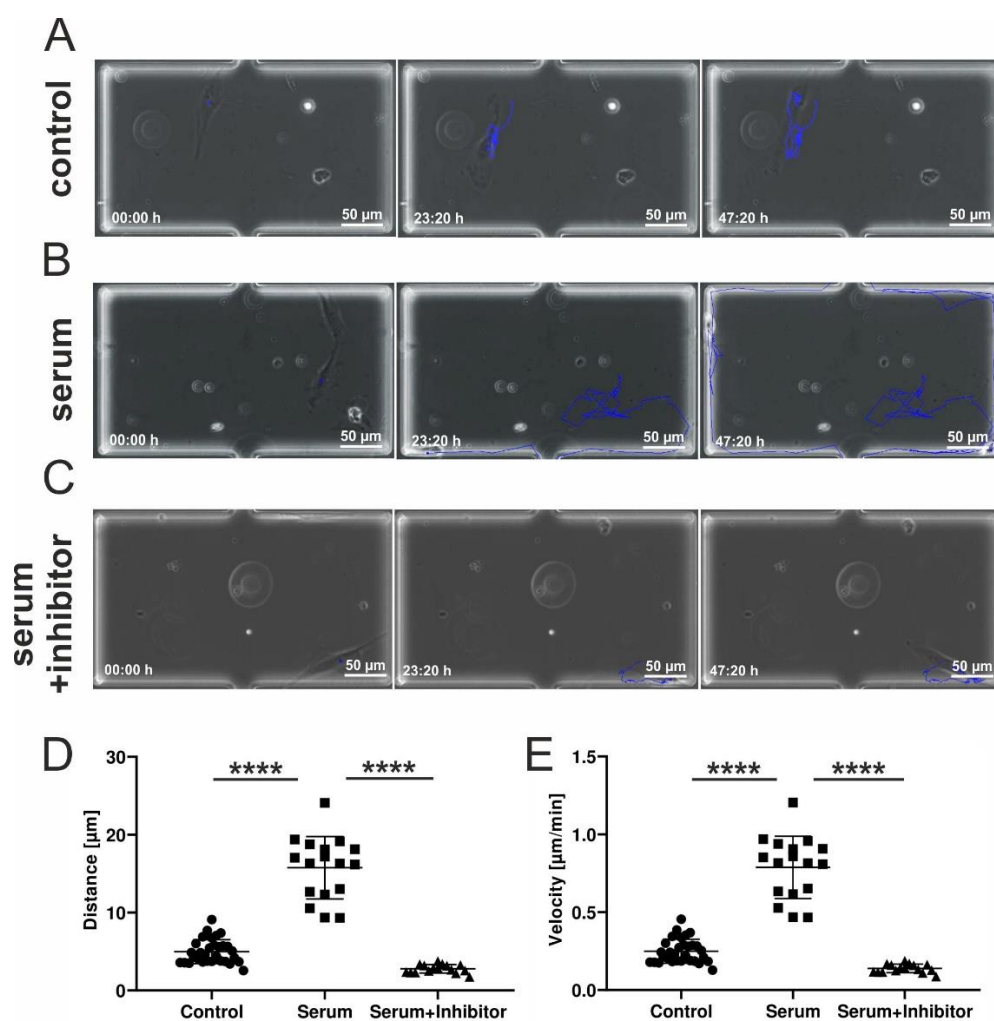 A
control
00:00 h
50 µm
23:20 h
50 µm
47:20 h
50 µm
B
serum
00:00 h
50 µm
23:20 h
50 µm
47:20 h
50 µm
C
serum
+inhibitor
00:00 h
50 µm
23:20 h
50 µm
47:20 h
50 µm
D
Distance [µm]
30
20
10
0
****
****
Control
Serum
Serum+Inhibitor
E
Velocity [µm/min]
1.5
1.0
0.5
0.0
****
****
Control
Serum
Serum+Inhibitor